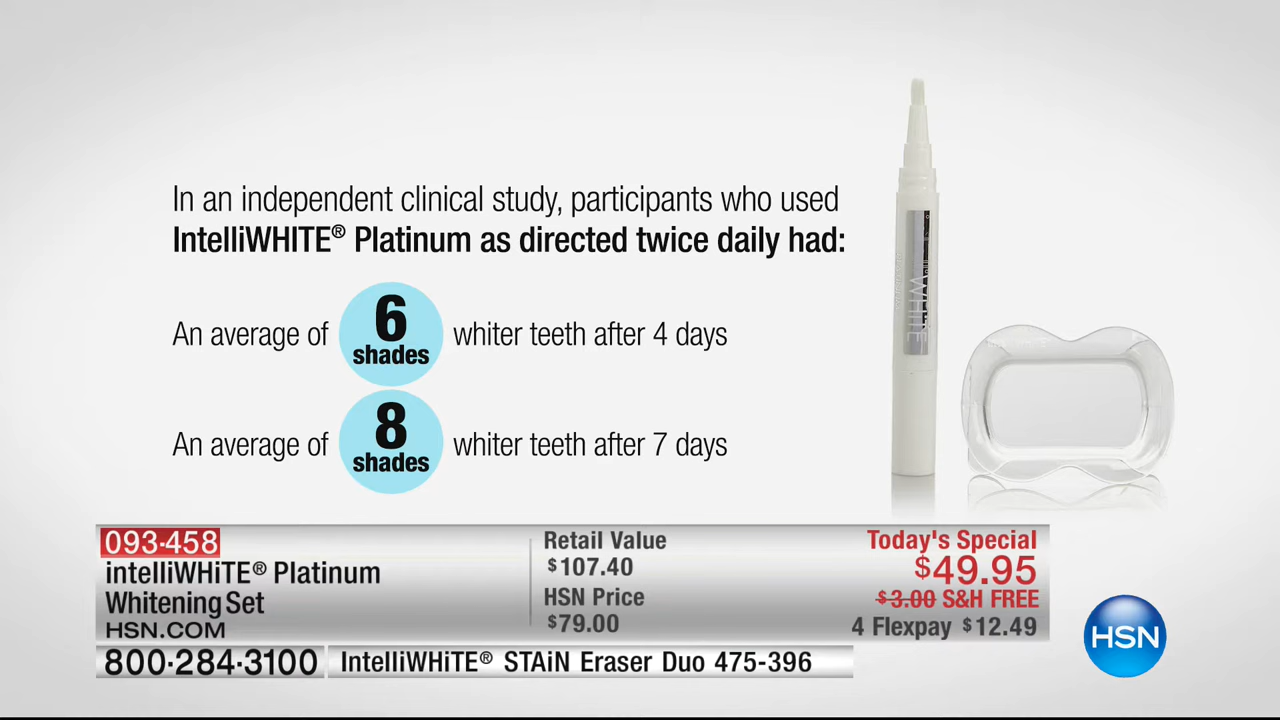 In an independent clinical study, participants who used
IntelliWHITE® Platinum as directed twice daily had:
An average of 6 shades whiter teeth after 4 days
An average of 8 shades whiter teeth after 7 days
WHITE
093-458
intelliWHiTE® Platinum
Whitening Set
HSN.COM
Retail Value
$107.40
HSN Price
$79.00
Today's Special
$49.95
$3.00 S&H FREE
4 Flexpay $12.49
HSN
800·284·3100
IntelliWHiTE® STAiN Eraser Duo 475-396